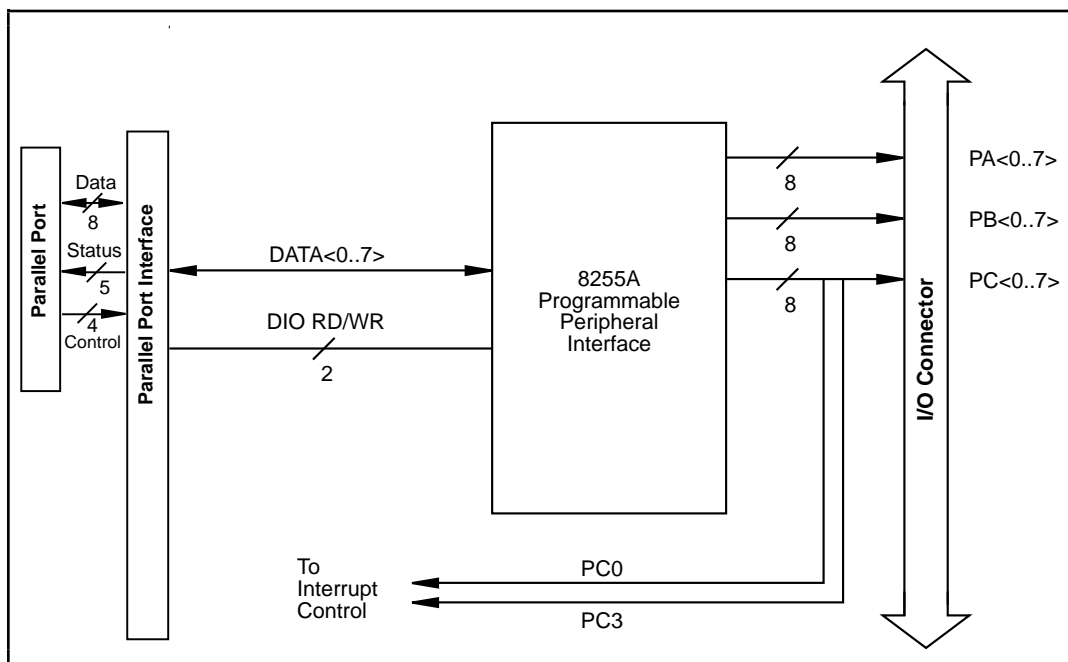 Parallel Port
Data
8
Status
5
4
Control
Parallel Port Interface
DATA<0..7>
DIO RD/WR
2
8255A
Programmable
Peripheral
Interface
8
8
8
I/O Connector
PA<0..7>
PB<0..7>
PC<0..7>
To
Interrupt
Control
PC0
PC3